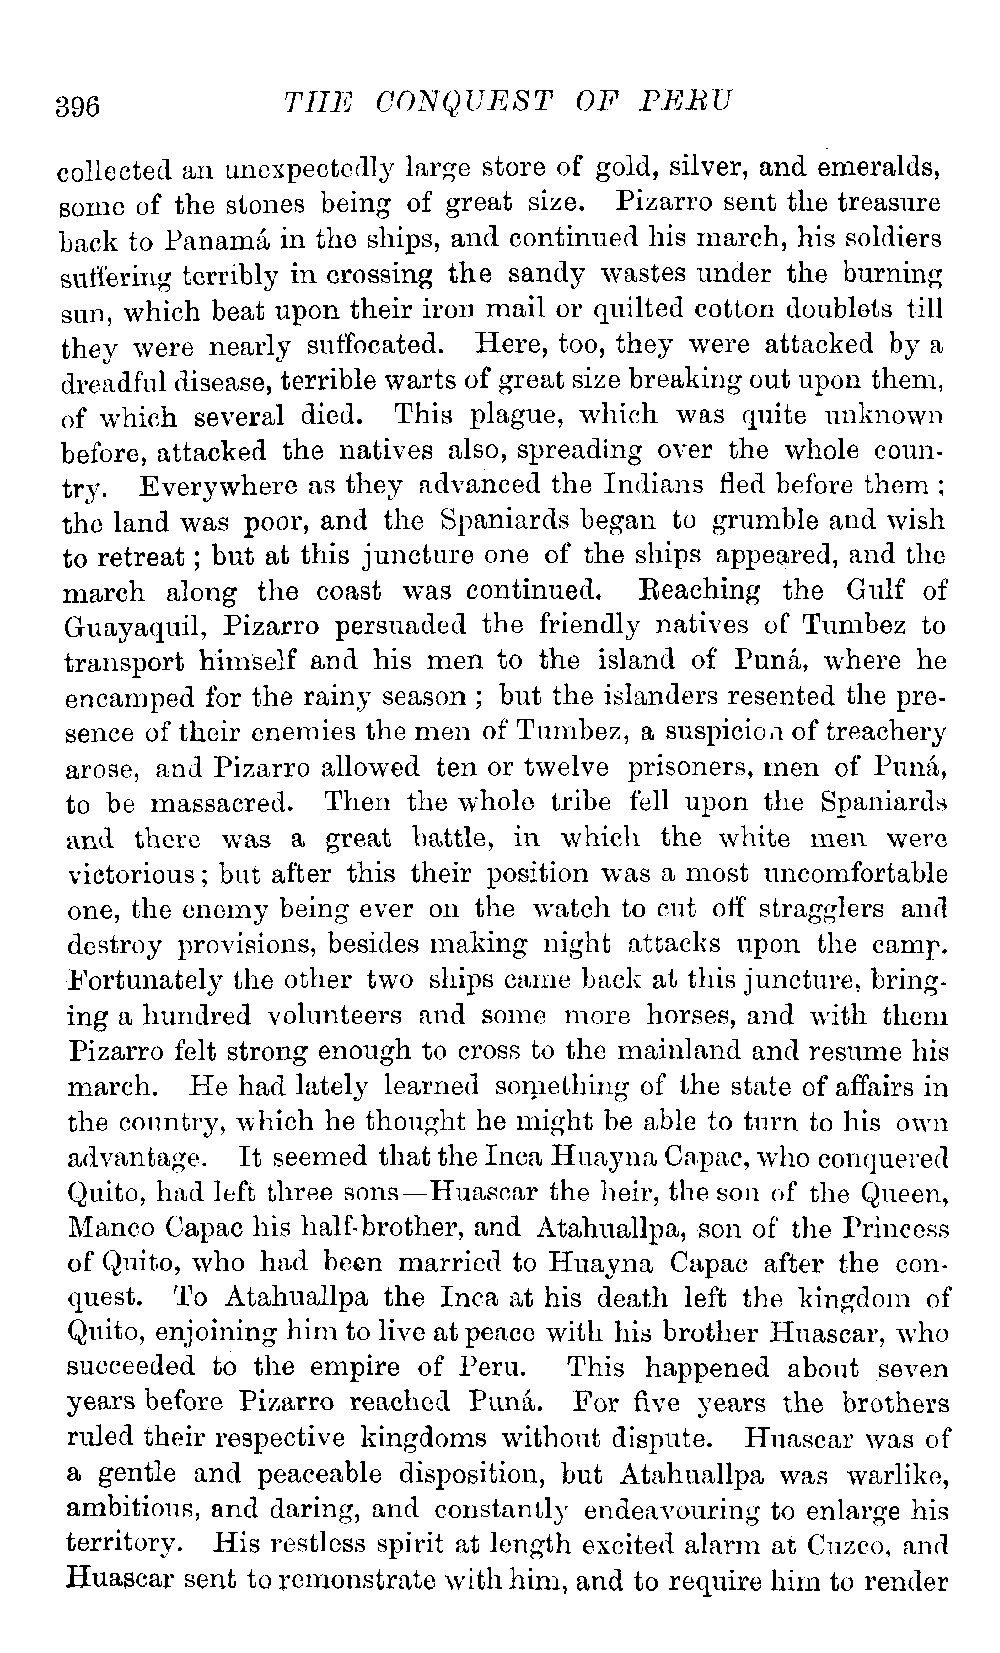 396 THE CONQUEST OF PERU
collected an unexpectedly large store of gold, silver, and emeralds,
some of the stones being of great size. Pizarro sent the treasure
back to Panamá in the ships, and continued his march, his soldiers
suffering terribly in crossing the sandy wastes under the burning
sun, which beat upon their iron mail or quilted cotton doublets till
they were nearly suffocated. Here, too, they were attacked by a
dreadful disease, terrible warts of great size breaking out upon them,
of which several died. This plague, which was quite unknown
before, attacked the natives also, spreading over the whole coun-
try. Everywhere as they advanced the Indians fled before them ;
the land was poor, and the Spaniards began to grumble and wish
to retreat ; but at this juncture one of the ships appeared, and the
march along the coast was continued. Reaching the Gulf of
Guayaquil, Pizarro persuaded the friendly natives of Tumbez to
transport himself and his men to the island of Puná, where he
encamped for the rainy season ; but the islanders resented the pre-
sence of their enemies the men of Tumbez, a suspicion of treachery
arose, and Pizarro allowed ten or twelve prisoners, men of Puná,
to be massacred. Then the whole tribe fell upon the Spaniards
and there was a great battle, in which the white men were
victorious ; but after this their position was a most uncomfortable
one, the enemy being ever on the watch to cut off stragglers and
destroy provisions, besides making night attacks upon the camp.
Fortunately the other two ships came back at this juncture, bring-
ing a hundred volunteers and some more horses, and with them
Pizarro felt strong enough to cross to the mainland and resume his
march. He had lately learned something of the state of affairs in
the country, which he thought he might be able to turn to his own
advantage. It seemed that the Inca Huayna Capac, who conquered
Quito, had left three sons—Huascar the heir, the son of the Queen,
Manco Capac his half-brother, and Atahuallpa, son of the Princess
of Quito, who had been married to Huayna Capac after the con-
quest. To Atahuallpa the Inca at his death left the kingdom of
Quito, enjoining him to live at peace with his brother Huascar, who
succeeded to the empire of Peru. This happened about seven
years before Pizarro reached Puná. For five years the brothers
ruled their respective kingdoms without dispute. Huascar was of
a gentle and peaceable disposition, but Atahuallpa was warlike,
ambitious, and daring, and constantly endeavouring to enlarge his
territory. His restless spirit at length excited alarm at Cuzco, and
Huascar sent to remonstrate with him, and to require him to render